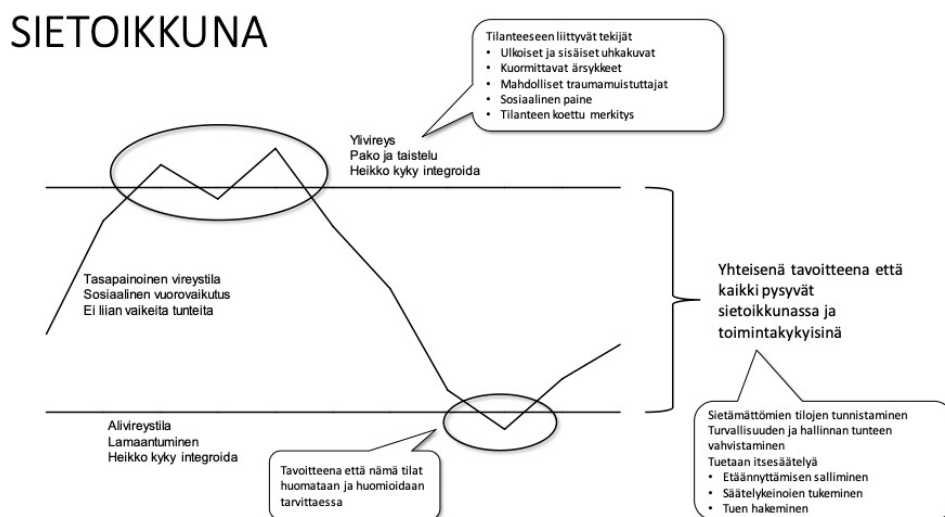 SIETOIKKUNA
Tilanteeseen liittyvät tekijät
• Ulkoiset ja sisäiset uhkakuvat
• Kuormittavat ärsykkeet
• Mahdolliset traumamuistuttajat
• Sosiaalinen paine
• Tilanteen koettu merkitys
Ylivireys
Pako ja taistelu
Heikko kyky integroida
Tasapainoinen vireystila
Sosiaalinen vuorovaikutus
Ei liian vaikeita tunteita
Yhteisenä tavoitteena että
kaikki pysyvät
sietoikkunassa ja
toimintakykyisinä
Alivireystila
Lamaantuminen
Heikko kyky integroida
Tavoitteena että nämä tilat
huomataan ja huomioidaan
tarvittaessa
Sietämättömien tilojen tunnistaminen
Turvallisuuden ja hallinnan tunteen
vahvistaminen
Tuetaan itsesäätelyä
• Etäännyttämisen salliminen
• Säätelykeinojen tukeminen
• Tuen hakeminen